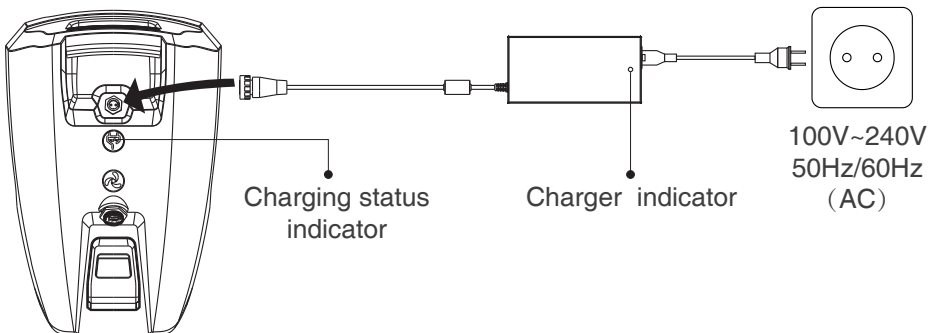 Charging status
indicator
Charger indicator
100V~240V
50Hz/60Hz
（AC）